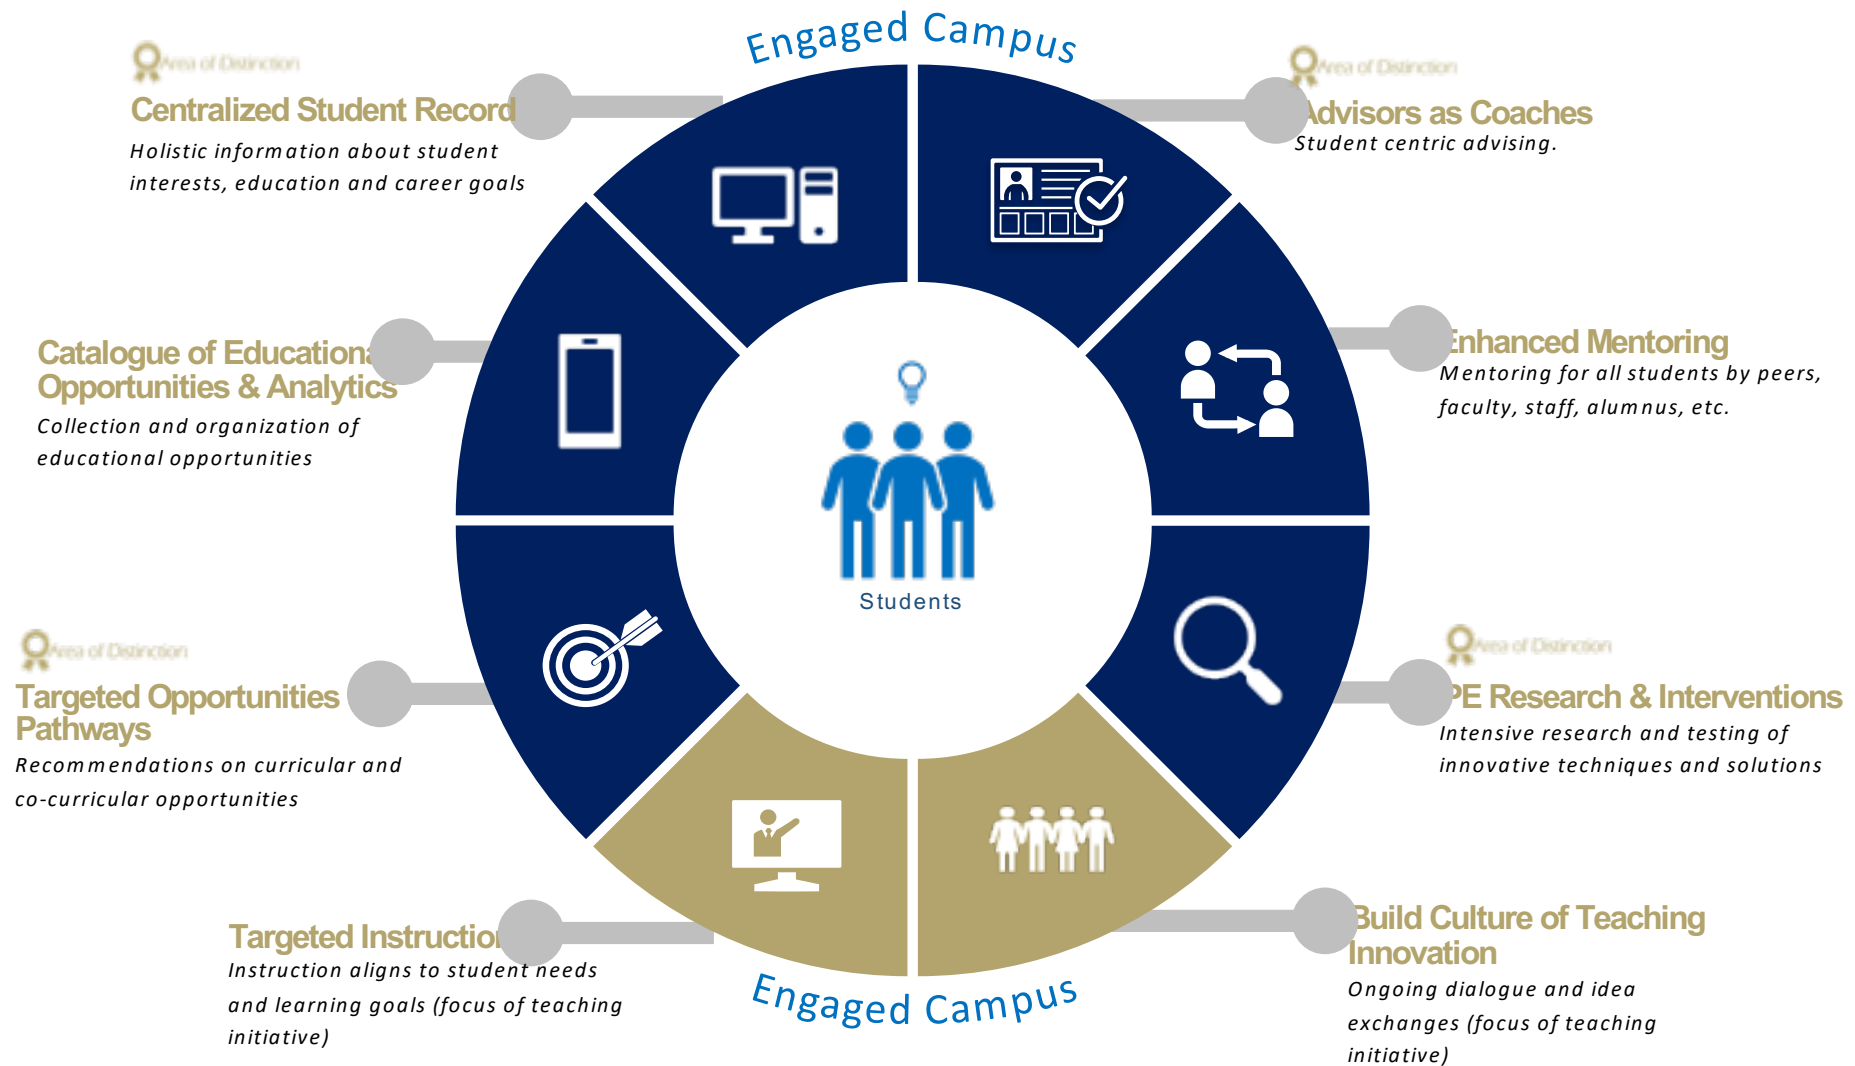 Engaged Campus
Area of Distinction
Centralized Student Record
Holistic information about student
interests, education and career goals
Area of Distinction
Advisors as Coaches
Student centric advising.
Catalogue of Educational
Opportunities & Analytics
Collection and organization of
educational opportunities
Enhanced Mentoring
Mentoring for all students by peers,
faculty, staff, alumnus, etc.
Students
Area of Distinction
Targeted Opportunities
Pathways
Recommendations on curricular and
co-curricular opportunities
Area of Distinction
Research & Interventions
Intensive research and testing of
innovative techniques and solutions
Targeted Instruction
Instruction aligns to student needs
and learning goals (focus of teaching
initiative)
Build Culture of Teaching
Innovation
Ongoing dialogue and idea
exchanges (focus of teaching
initiative)
Engaged Campus